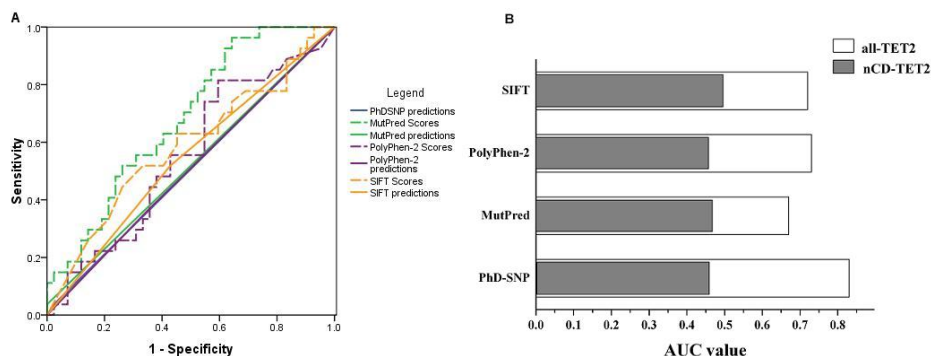 A
1.0
0.8
0.6
0.4
0.2
0.0
Sensitivity
0.0 0.2 0.4 0.6 0.8 1.0
1 - Specificity
Legend
PhDSNP predictions
MutPred Scores
MutPred predictions
PolyPhen-2 Scores
PolyPhen-2
predictions
SIFT Scores
SIFT predictions
B
all-TET2
nCD-TET2
SIFT
PolyPhen-2
MutPred
PhD-SNP
0.0 0.1 0.2 0.3 0.4 0.5 0.6 0.7 0.8
AUC value